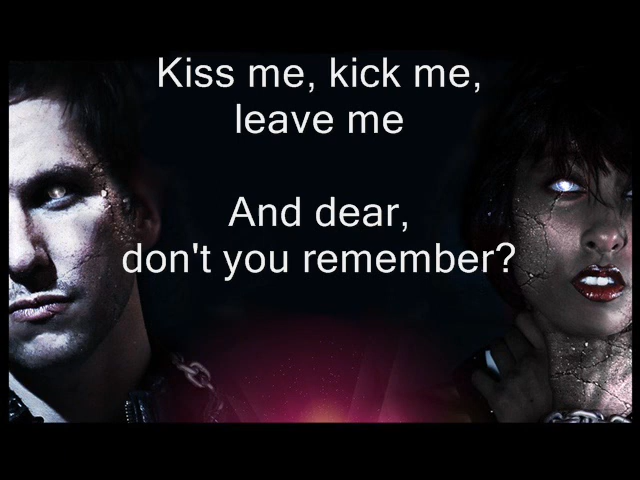 Kiss me, kick me,
leave me
And dear,
don't you remember?